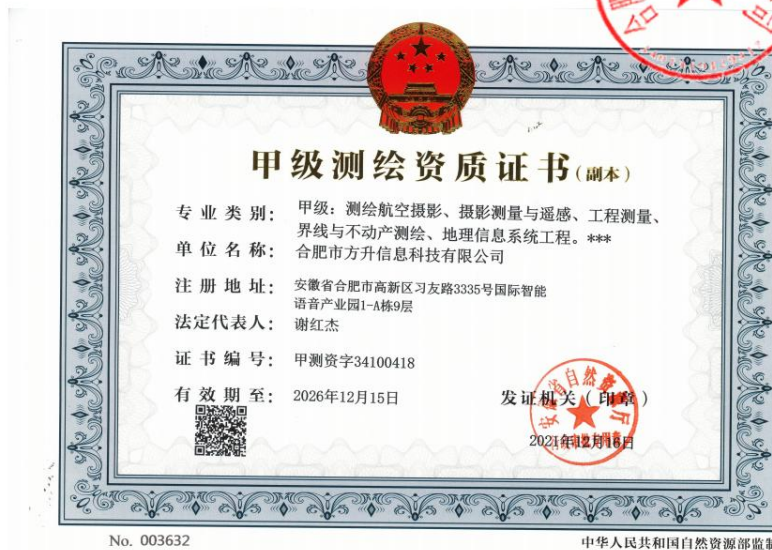 甲级测绘资质证书(副本)
专业类别: 甲级:测绘航空摄影、摄影测量与遥感、工程测量、
界线与不动产测绘、地理信息系统工程。***
单位名称: 合肥市方升信息科技有限公司
注册地址: 安徽省合肥市高新区习友路3335号国际智能
语音产业园1-A栋9层
法定代表人: 谢红杰
证书编号: 甲测资字34100418
有效期至: 2026年12月15日
发证机关(印章)
安徽省自然资源厅
2021年12月16日
No. 003632
中华人民共和国自然资源部监制